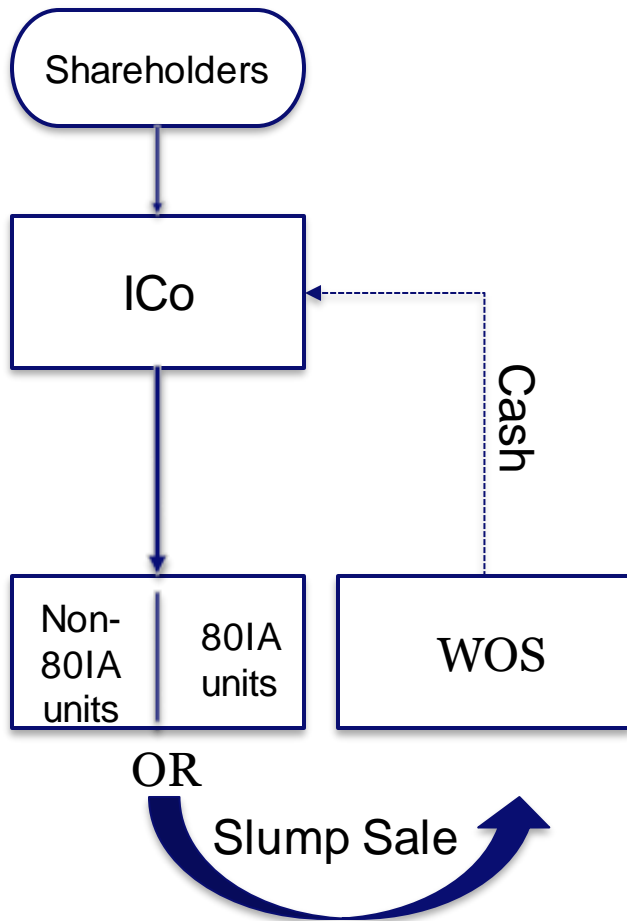 Shareholders
ICo
Cash
Non-
80IA
units
80IA
units
WOS
OR
Slump Sale